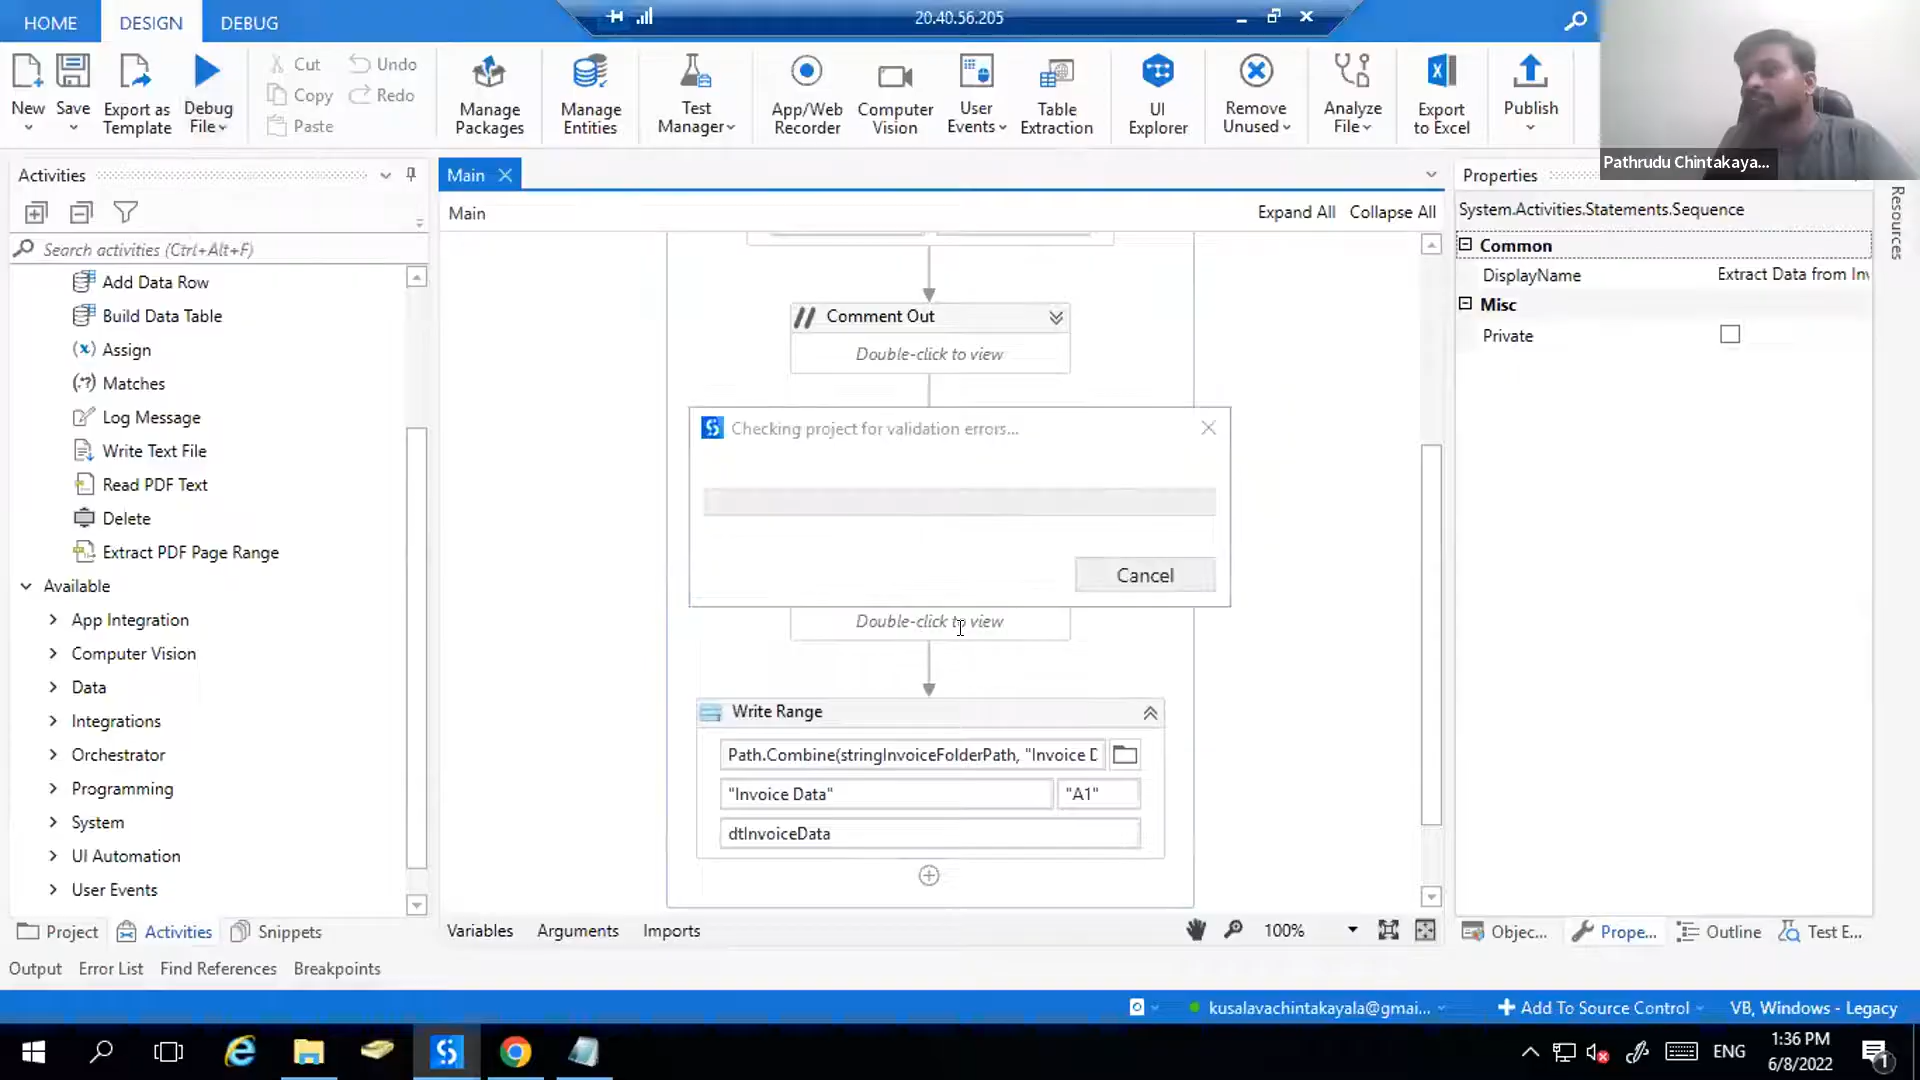 HOME DESIGN DEBUG
20.40.56.205
New
Save
Export as
Template
Debug
File
Cut
Copy
Paste
Undo
Redo
Manage
Packages
Manage
Entities
Test
Manager
App/Web
Recorder
Computer
Vision
User
Events
Table
Extraction
UI
Explorer
Remove
Unused
Analyze
File
Export
to Excel
Publish
Pathrudu Chintakaya...
Activities
Search activities (Ctrl+Alt+F)
Add Data Row
Build Data Table
Assign
Matches
Log Message
Write Text File
Read PDF Text
Delete
Extract PDF Page Range
Available
App Integration
Computer Vision
Data
Integrations
Orchestrator
Programming
System
UI Automation
User Events
Project Activities Snippets
Main
Main Expand All Collapse All
// Comment Out
Double-click to view
Checking project for validation errors...
Cancel
Double-click to view
Write Range
Path.Combine(stringInvoiceFolderPath, "Invoice D
"Invoice Data" "A1"
dtInvoiceData
Variables Arguments Imports 100%
Properties
System.Activities.Statements.Sequence
Common
DisplayName Extract Data from Inv
Misc
Private
Resources
Objec... Prope... Outline Test E...
Output Error List Find References Breakpoints
kusalavachintakayala@gmai... Add To Source Control VB, Windows - Legacy
ENG
1:36 PM
6/8/2022
1